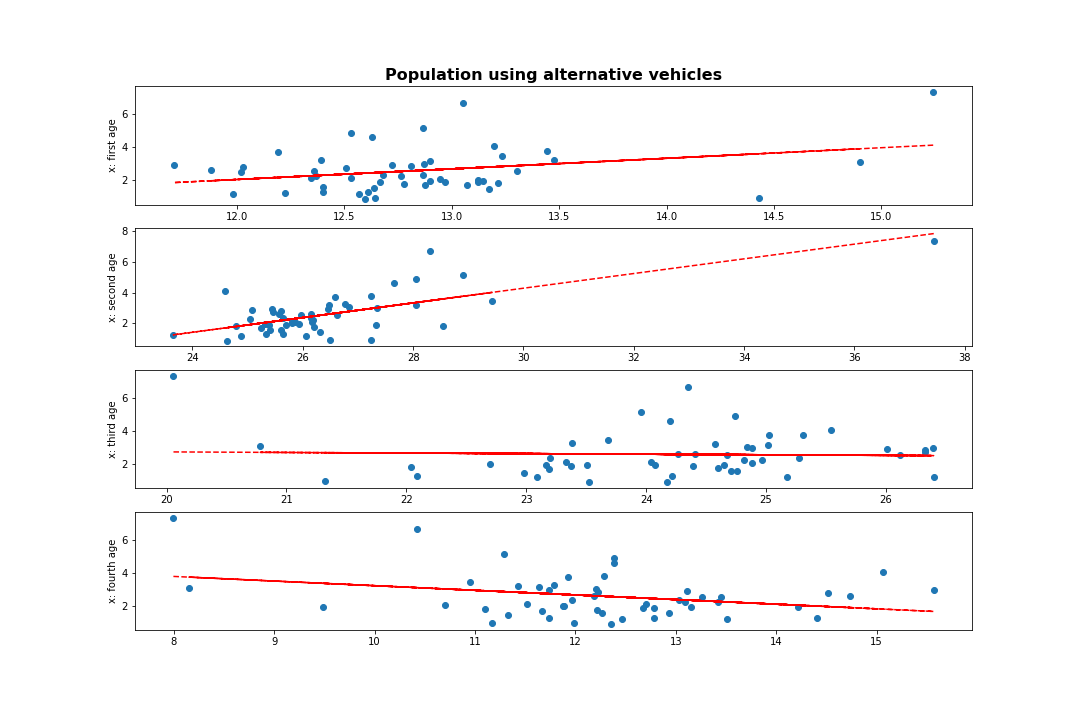 Population using alternative vehicles
x: first age
6
4
2
12.0 12.5 13.0 13.5 14.0 14.5 15.0
x: second age
8
6
4
2
24 26 28 30 32 34 36 38
x: third age
6
4
2
20 21 22 23 24 25 26
x: fourth age
6
4
2
8 9 10 11 12 13 14 15